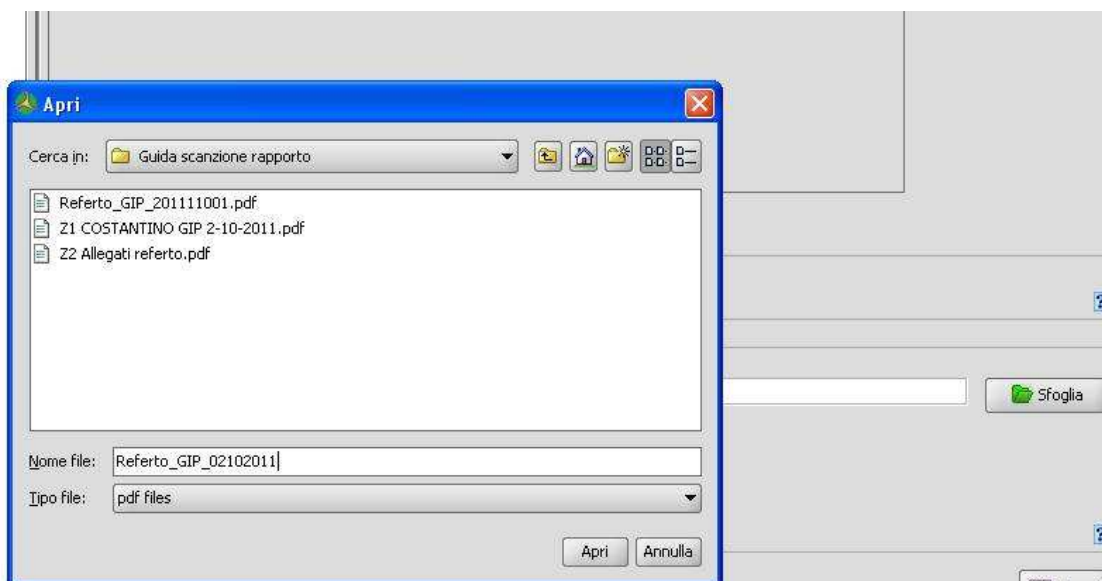 Apri
Cerca in: Guida scanzione rapporto
Referto_GIP_201111001.pdf
Z1 COSTANTINO GIP 2-10-2011.pdf
Z2 Allegati referto.pdf
Sfoglia
Nome file: Referto_GIP_02102011
Tipo file: pdf files
Apri Annulla